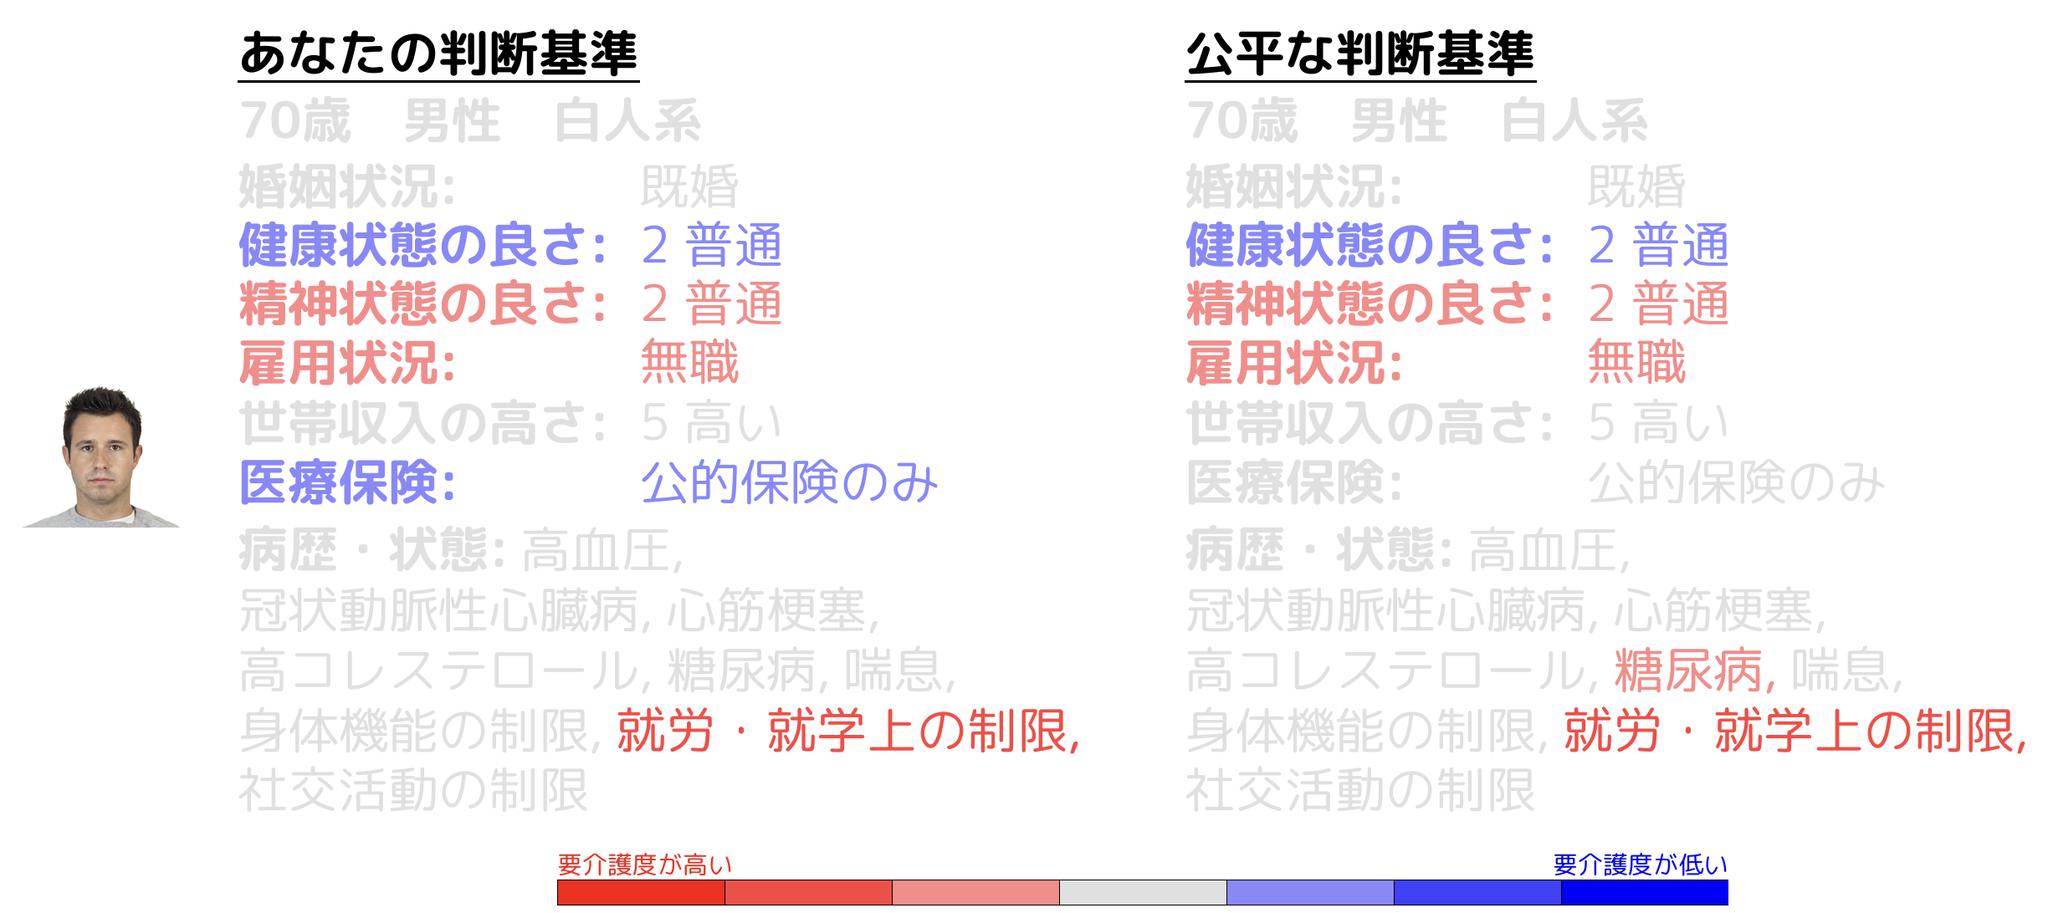 あなたの判断基準
70歳　男性　白人系
婚姻状況: 既婚
健康状態の良さ: 2 普通
精神状態の良さ: 2 普通
雇用状況: 無職
世帯収入の高さ: 5 高い
医療保険: 公的保険のみ
病歴・状態: 高血圧,
冠状動脈性心臓病, 心筋梗塞,
高コレステロール, 糖尿病, 喘息,
身体機能の制限, 就労・就学上の制限,
社交活動の制限
公平な判断基準
70歳　男性　白人系
婚姻状況: 既婚
健康状態の良さ: 2 普通
精神状態の良さ: 2 普通
雇用状況: 無職
世帯収入の高さ: 5 高い
医療保険: 公的保険のみ
病歴・状態: 高血圧,
冠状動脈性心臓病, 心筋梗塞,
高コレステロール, 糖尿病, 喘息,
身体機能の制限, 就労・就学上の制限,
社交活動の制限
要介護度が高い
要介護度が低い